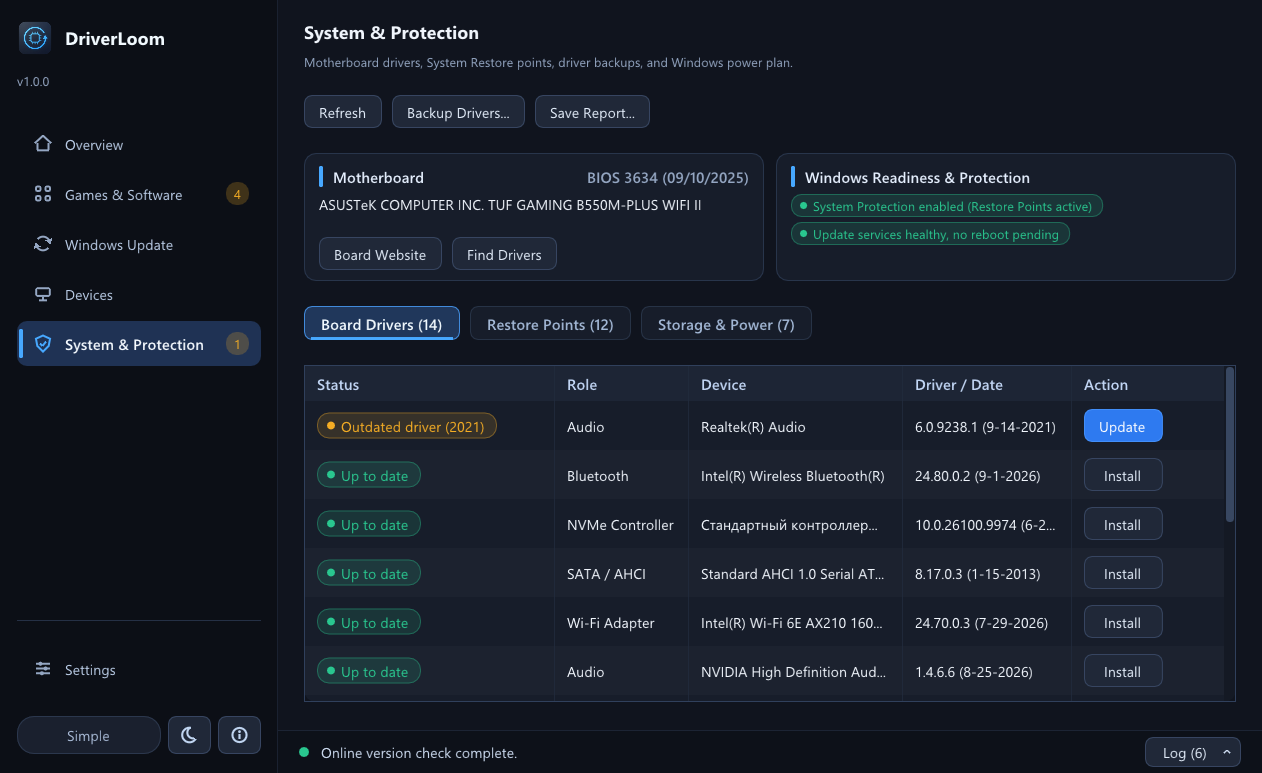 DriverLoom
v1.0.0
Overview
Games & Software 4
Windows Update
Devices
System & Protection 1
Settings
Simple
System & Protection
Motherboard drivers, System Restore points, driver backups, and Windows power plan.
Refresh Backup Drivers... Save Report...
Motherboard BIOS 3634 (09/10/2025)
ASUSTeK COMPUTER INC. TUF GAMING B550M-PLUS WIFI II
Board Website Find Drivers
Windows Readiness & Protection
System Protection enabled (Restore Points active)
Update services healthy, no reboot pending
Board Drivers (14) Restore Points (12) Storage & Power (7)
Status Role Device Driver / Date Action
Outdated driver (2021) Audio Realtek(R) Audio 6.0.9238.1 (9-14-2021) Update
Up to date Bluetooth Intel(R) Wireless Bluetooth(R) 24.80.0.2 (9-1-2026) Install
Up to date NVMe Controller Стандартный контроллер... 10.0.26100.9974 (6-2... Install
Up to date SATA / AHCI Standard AHCI 1.0 Serial AT... 8.17.0.3 (1-15-2013) Install
Up to date Wi-Fi Adapter Intel(R) Wi-Fi 6E AX210 160... 24.70.0.3 (7-29-2026) Install
Up to date Audio NVIDIA High Definition Aud... 1.4.6.6 (8-25-2026) Install
Online version check complete.
Log (6)